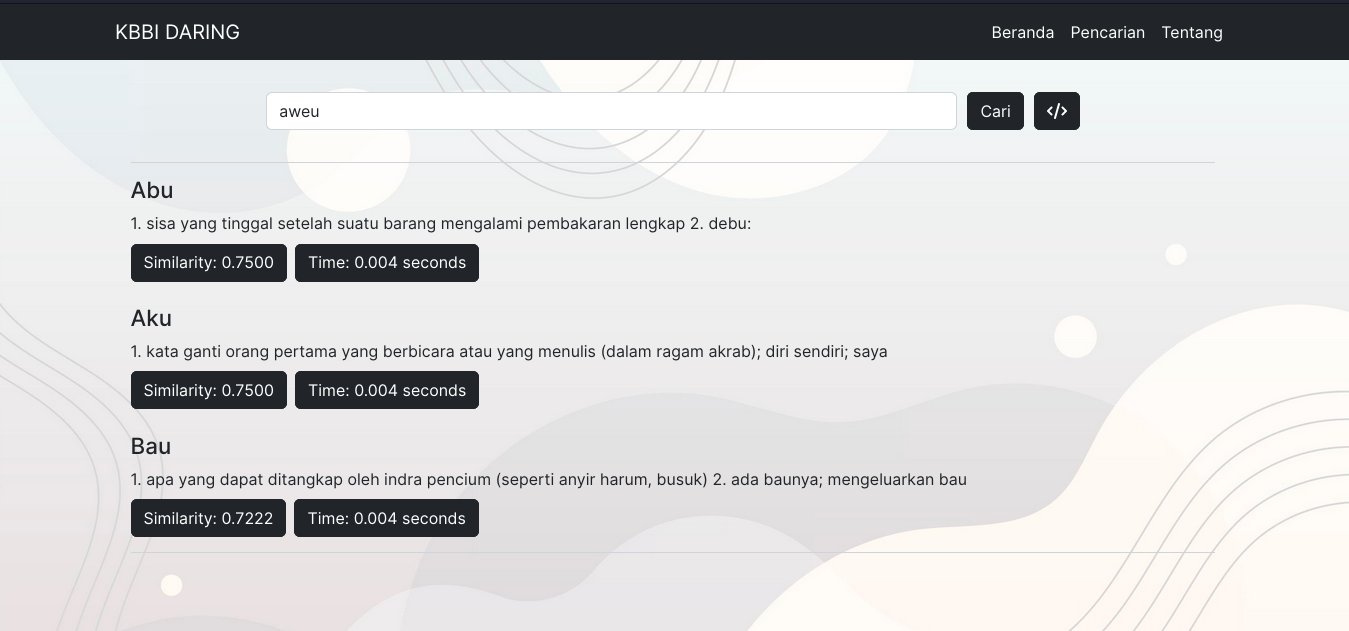 KBBI DARING
Beranda Pencarian Tentang
aweu
Cari </>
Abu
1. sisa yang tinggal setelah suatu barang mengalami pembakaran lengkap 2. debu:
Similarity: 0.7500 Time: 0.004 seconds
Aku
1. kata ganti orang pertama yang berbicara atau yang menulis (dalam ragam akrab); diri sendiri; saya
Similarity: 0.7500 Time: 0.004 seconds
Bau
1. apa yang dapat ditangkap oleh indra pencium (seperti anyir harum, busuk) 2. ada baunya; mengeluarkan bau
Similarity: 0.7222 Time: 0.004 seconds